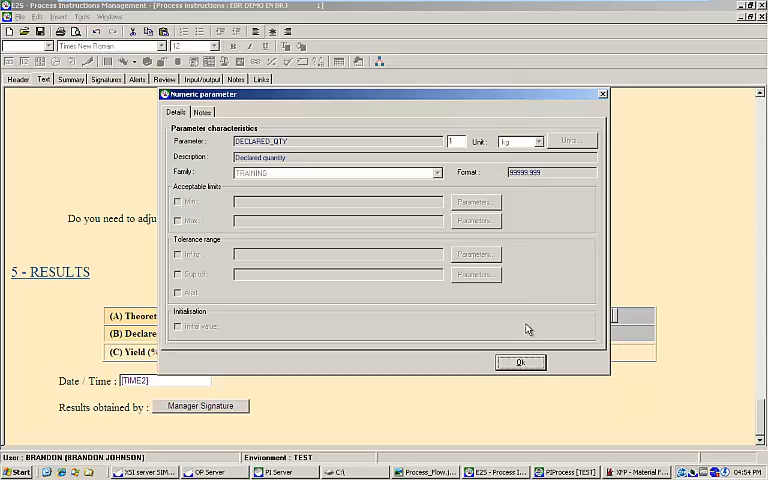 E2S - Process Instructions Management - [Process instructions : EBR DEMO EN BRJ 1]
File Edit Insert Tools Windows
Times New Roman 12
Header Text Summary Signatures Alerts Review Input/output Notes Links
Numeric parameter
Details Notes
Parameter characteristics
Parameter : DECLARED_QTY 1 Unit : kg Units...
Description : Declared quantity
Family : TRAINING Format : 99999.999
Acceptable limits
Min : Parameters...
Max : Parameters...
Tolerance range
Inf to : Parameters...
Sup tol : Parameters...
Alert
Initialisation
Initial value
Ok
Do you need to adju
5 - RESULTS
(A) Theoret
(B) Declare
(C) Yield (%
Date / Time : [TIME2]
Results obtained by : Manager Signature
User : BRANDON (BRANDON JOHNSON) Environment : TEST
Start XSI server SIM... OP Server PI Server C:\ Process_Flow.j... E2S - Process I... PIProcess [TEST] XFP - Material F... 04:54 PM